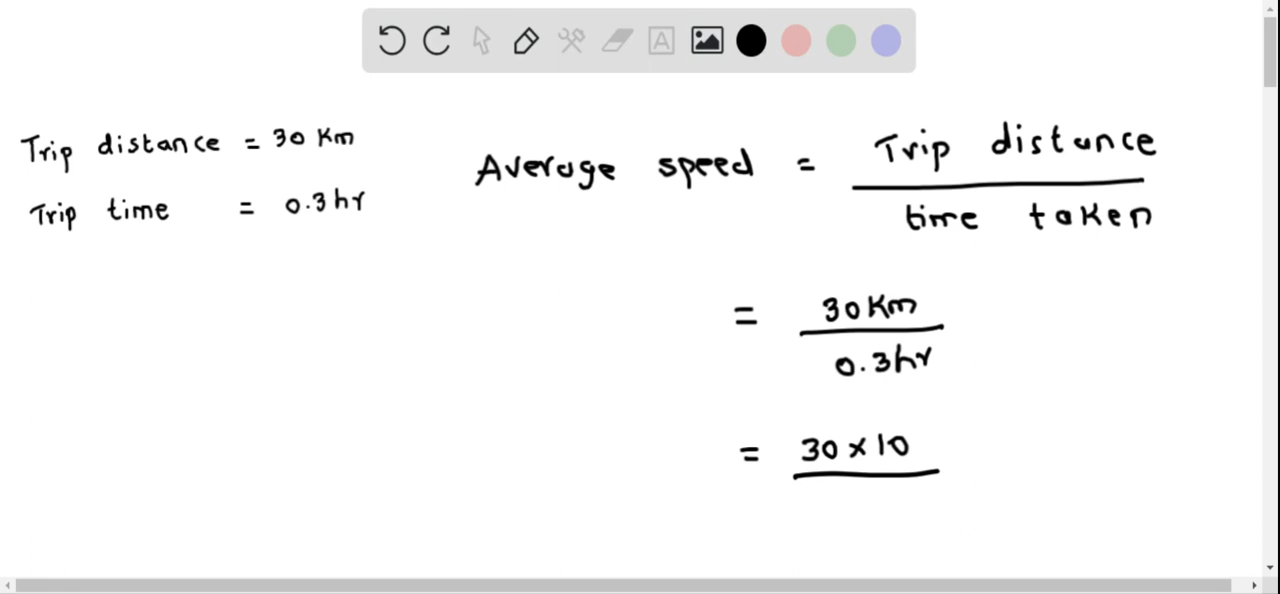 Trip distance = 30 Km
Trip time = 0.3 hr
Average speed = Trip distance
time taken
= 30 Km
0.3 hr
= 30 × 10